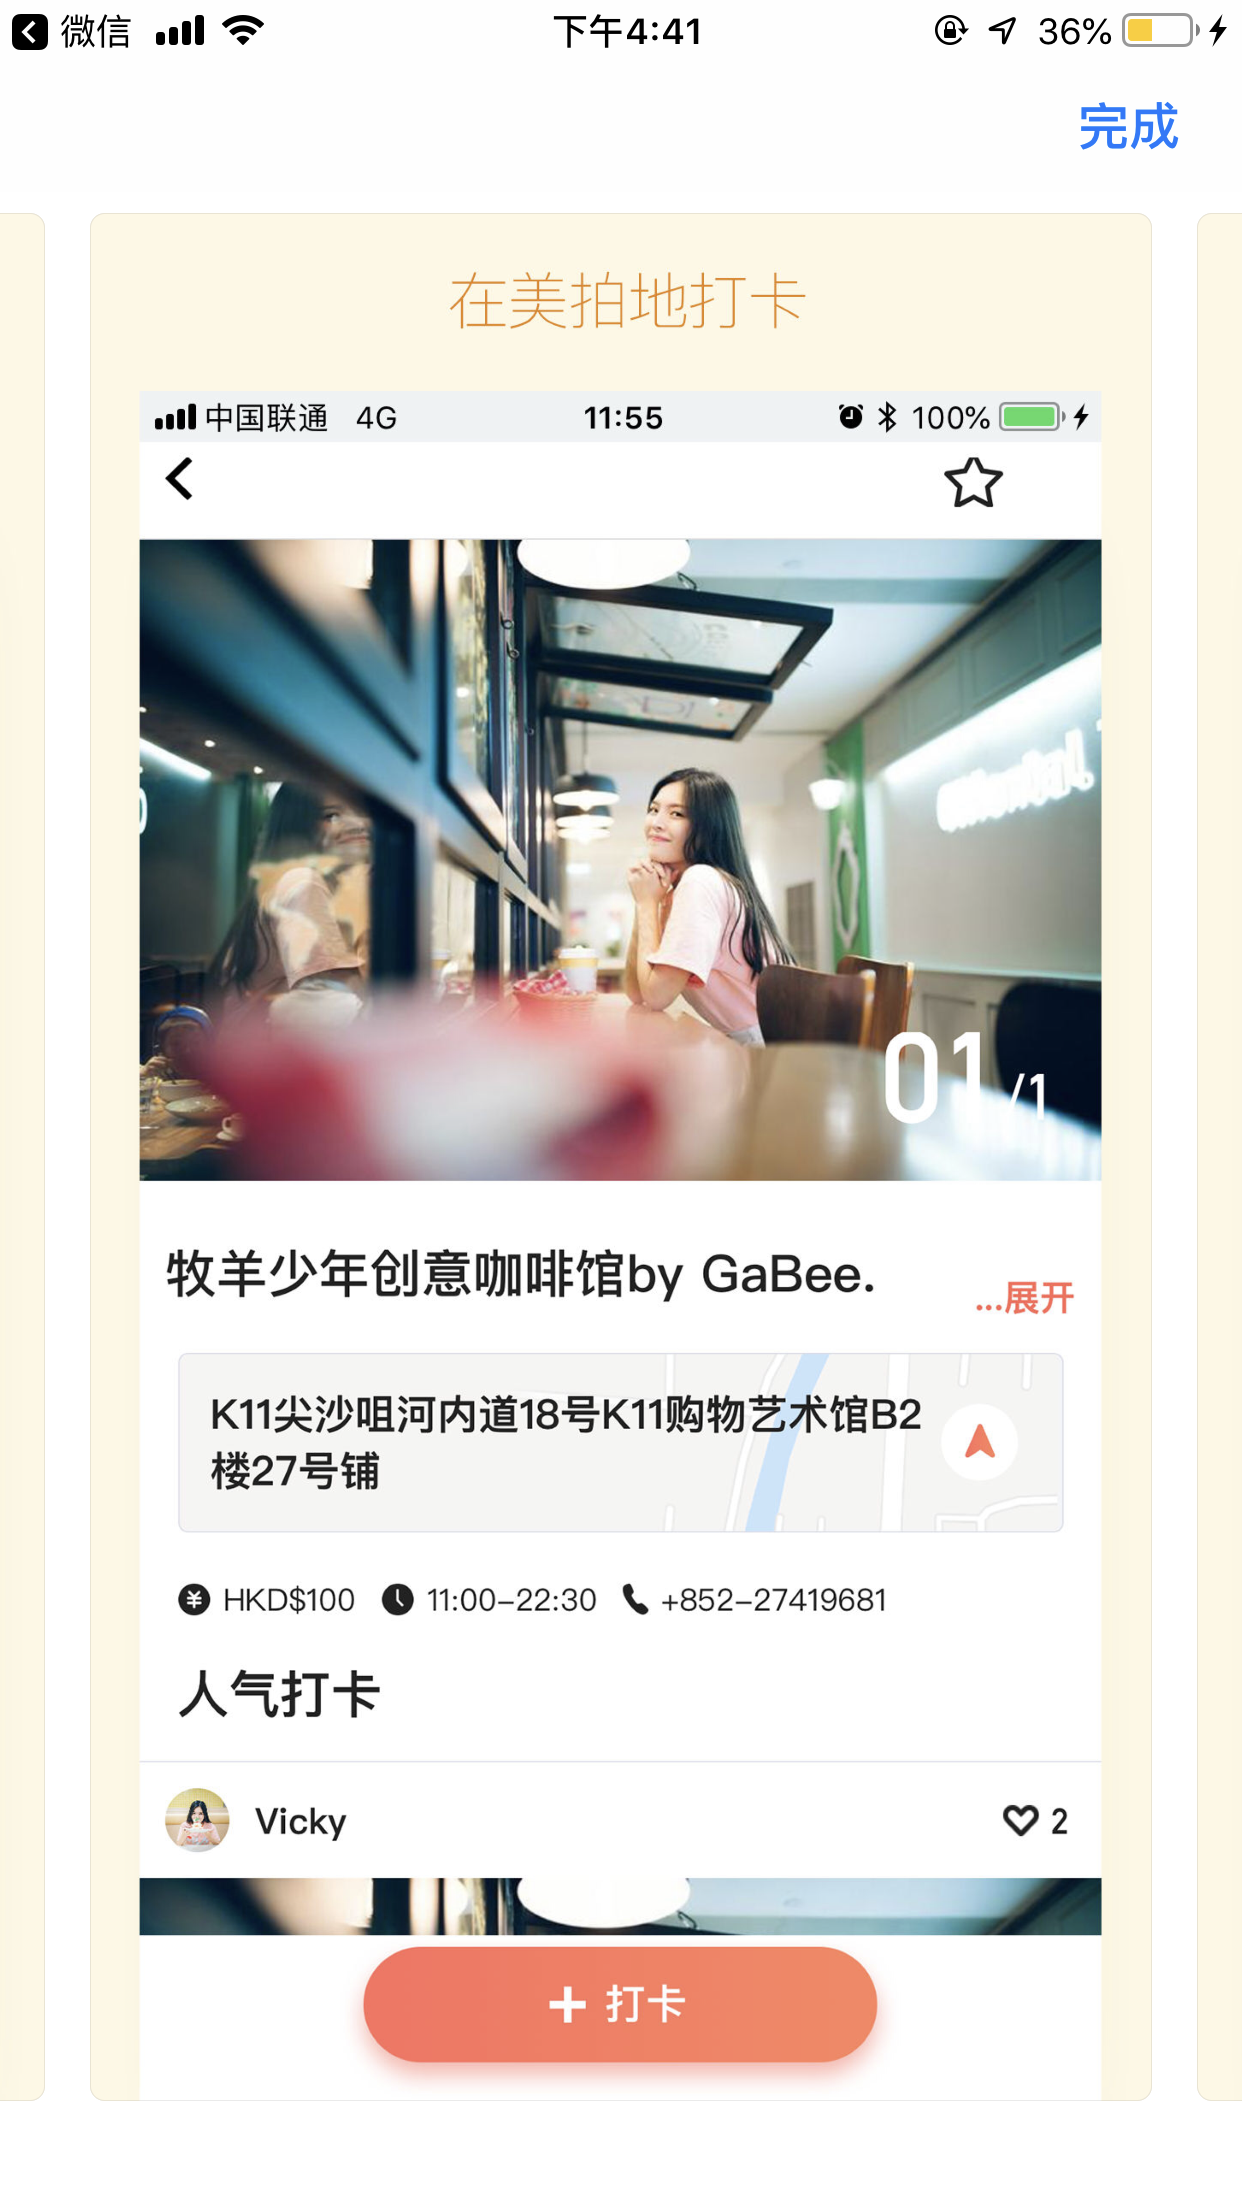 微信 下午4:41 36%
完成
在美拍地打卡
中国联通 4G 11:55 100%
01/1
牧羊少年创意咖啡馆by GaBee.
...展开
K11尖沙咀河内道18号K11购物艺术馆B2
楼27号铺
HKD$100 11:00-22:30 +852-27419681
人气打卡
Vicky 2
+ 打卡